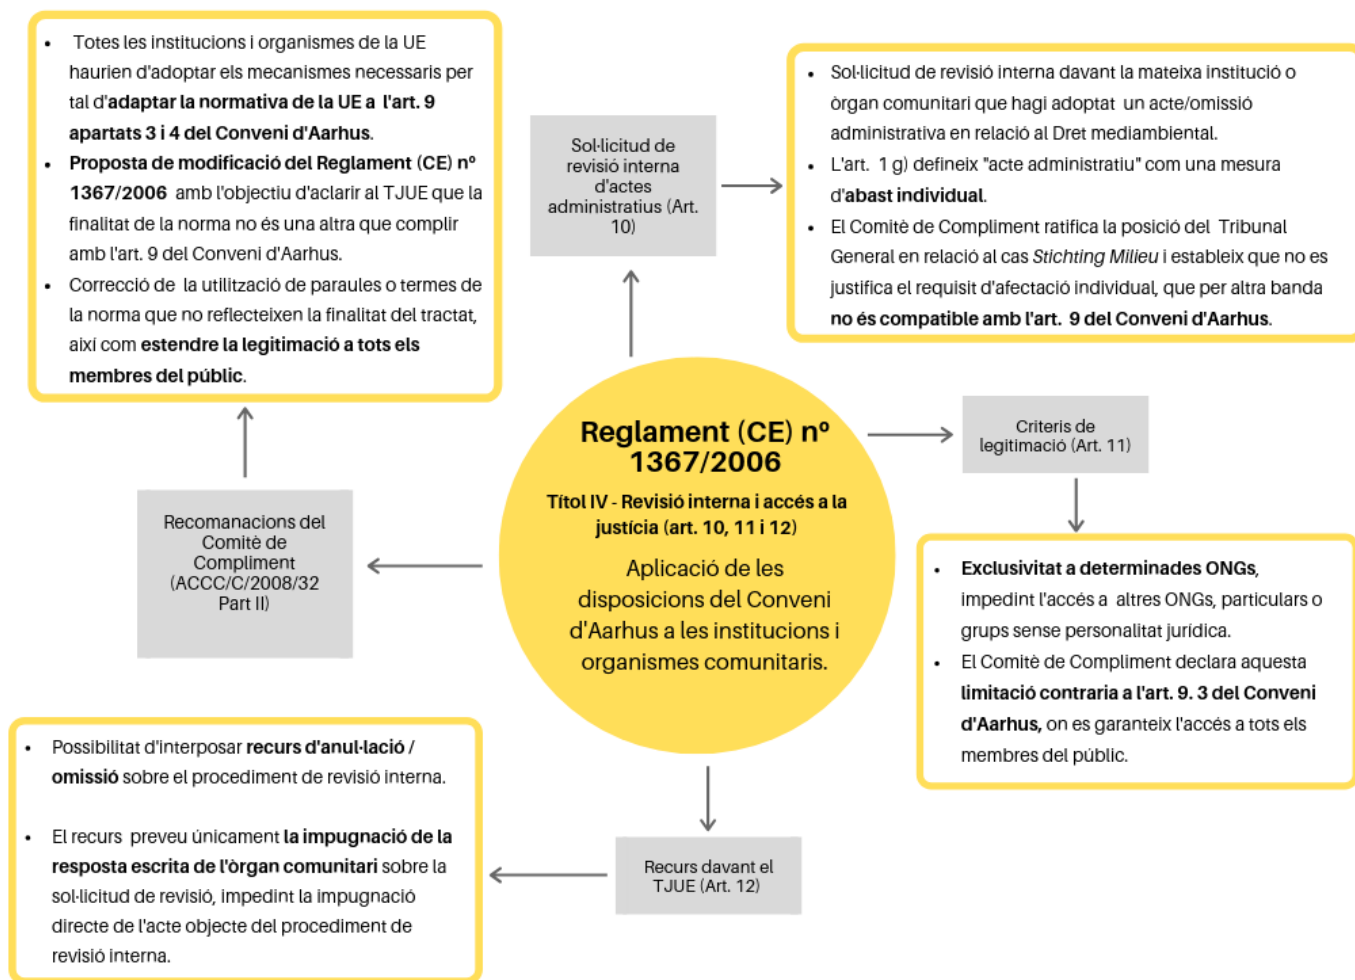 • Totes les institucions i organismes de la UE
haurien d'adoptar els mecanismes necessaris per
tal d'adaptar la normativa de la UE a l'art. 9
apartats 3 i 4 del Conveni d'Aarhus.
• Proposta de modificació del Reglament (CE) nº
1367/2006 amb l'objectiu d'aclarir al TJUE que la
finalitat de la norma no és una altra que complir
amb l'art. 9 del Conveni d'Aarhus.
• Correcció de la utilització de paraules o termes de
la norma que no reflecteixen la finalitat del tractat,
així com estendre la legitimació a tots els
membres del públic.
Sol·licitud de
revisió interna
d'actes
administratius (Art.
10)
• Sol·licitud de revisió interna davant la mateixa institució o
òrgan comunitari que hagi adoptat un acte/omissió
administrativa en relació al Dret mediambiental.
• L'art. 1 g) defineix "acte administratiu" com una mesura
d'abast individual.
• El Comitè de Compliment ratifica la posició del Tribunal
General en relació al cas Stichting Milieu i estableix que no es
justifica el requisit d'afectació individual, que per altra banda
no és compatible amb l'art. 9 del Conveni d'Aarhus.
Reglament (CE) nº
1367/2006
Títol IV - Revisió interna i accés a la
justícia (art. 10, 11 i 12)
Aplicació de les
disposicions del Conveni
d'Aarhus a les institucions i
organismes comunitaris.
Criteris de
legitimació (Art. 11)
Recomanacions del
Comitè de
Compliment
(ACCC/C/2008/32
Part II)
• Exclusivitat a determinades ONGs,
impedint l'accés a altres ONGs, particulars o
grups sense personalitat jurídica.
• El Comitè de Compliment declara aquesta
limitació contraria a l'art. 9. 3 del Conveni
d'Aarhus, on es garanteix l'accés a tots els
membres del públic.
• Possibilitat d'interposar recurs d'anul·lació /
omissió sobre el procediment de revisió interna.
• El recurs preveu únicament la impugnació de la
resposta escrita de l'òrgan comunitari sobre la
sol·licitud de revisió, impedint la impugnació
directe de l'acte objecte del procediment de
revisió interna.
Recurs davant el
TJUE (Art. 12)